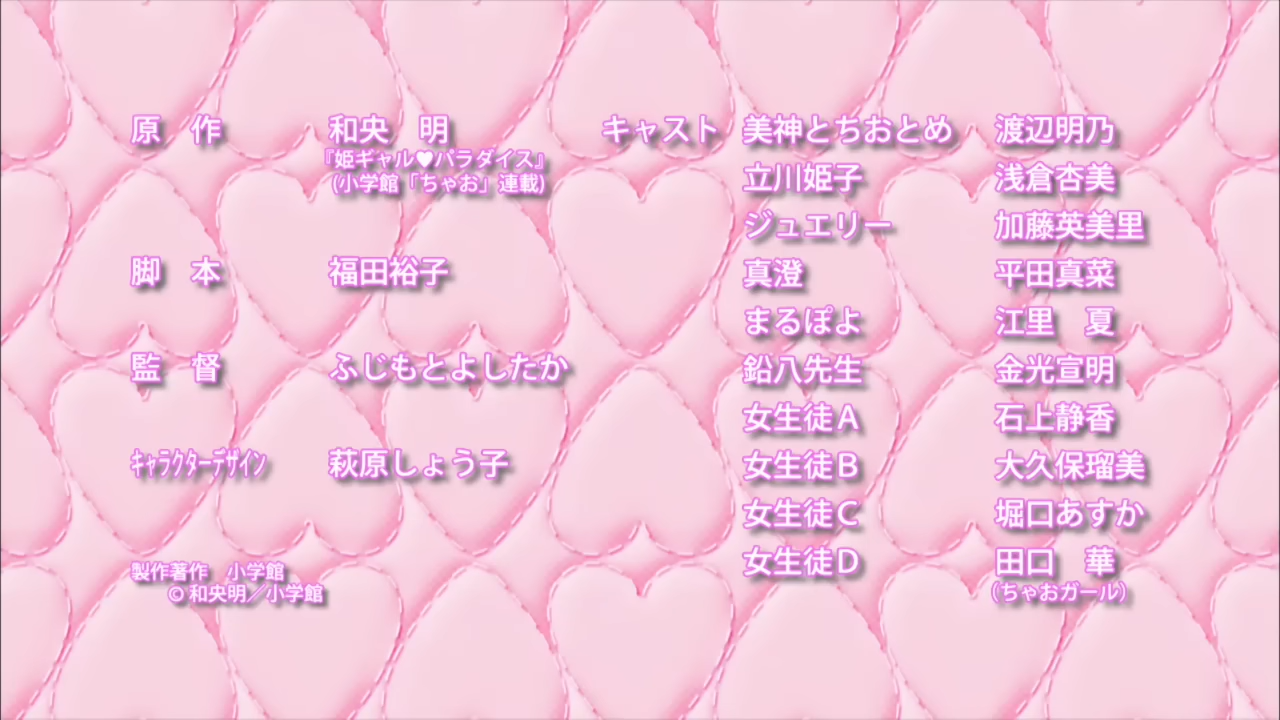 原　作　和央　明
『姫ギャル♥パラダイス』
(小学館「ちゃお」連載)
脚　本　福田裕子
監　督　ふじもとよしたか
ｷｬﾗｸﾀｰﾃﾞｻﾞｲﾝ　萩原しょう子
製作著作　小学館
© 和央明／小学館
キャスト　美神とちおとめ　渡辺明乃
立川姫子　浅倉杏美
ジュエリー　加藤英美里
真澄　平田真菜
まるぽよ　江里　夏
鉛八先生　金光宣明
女生徒Ａ　石上静香
女生徒Ｂ　大久保瑠美
女生徒Ｃ　堀口あすか
女生徒Ｄ　田口　華
(ちゃおガール)